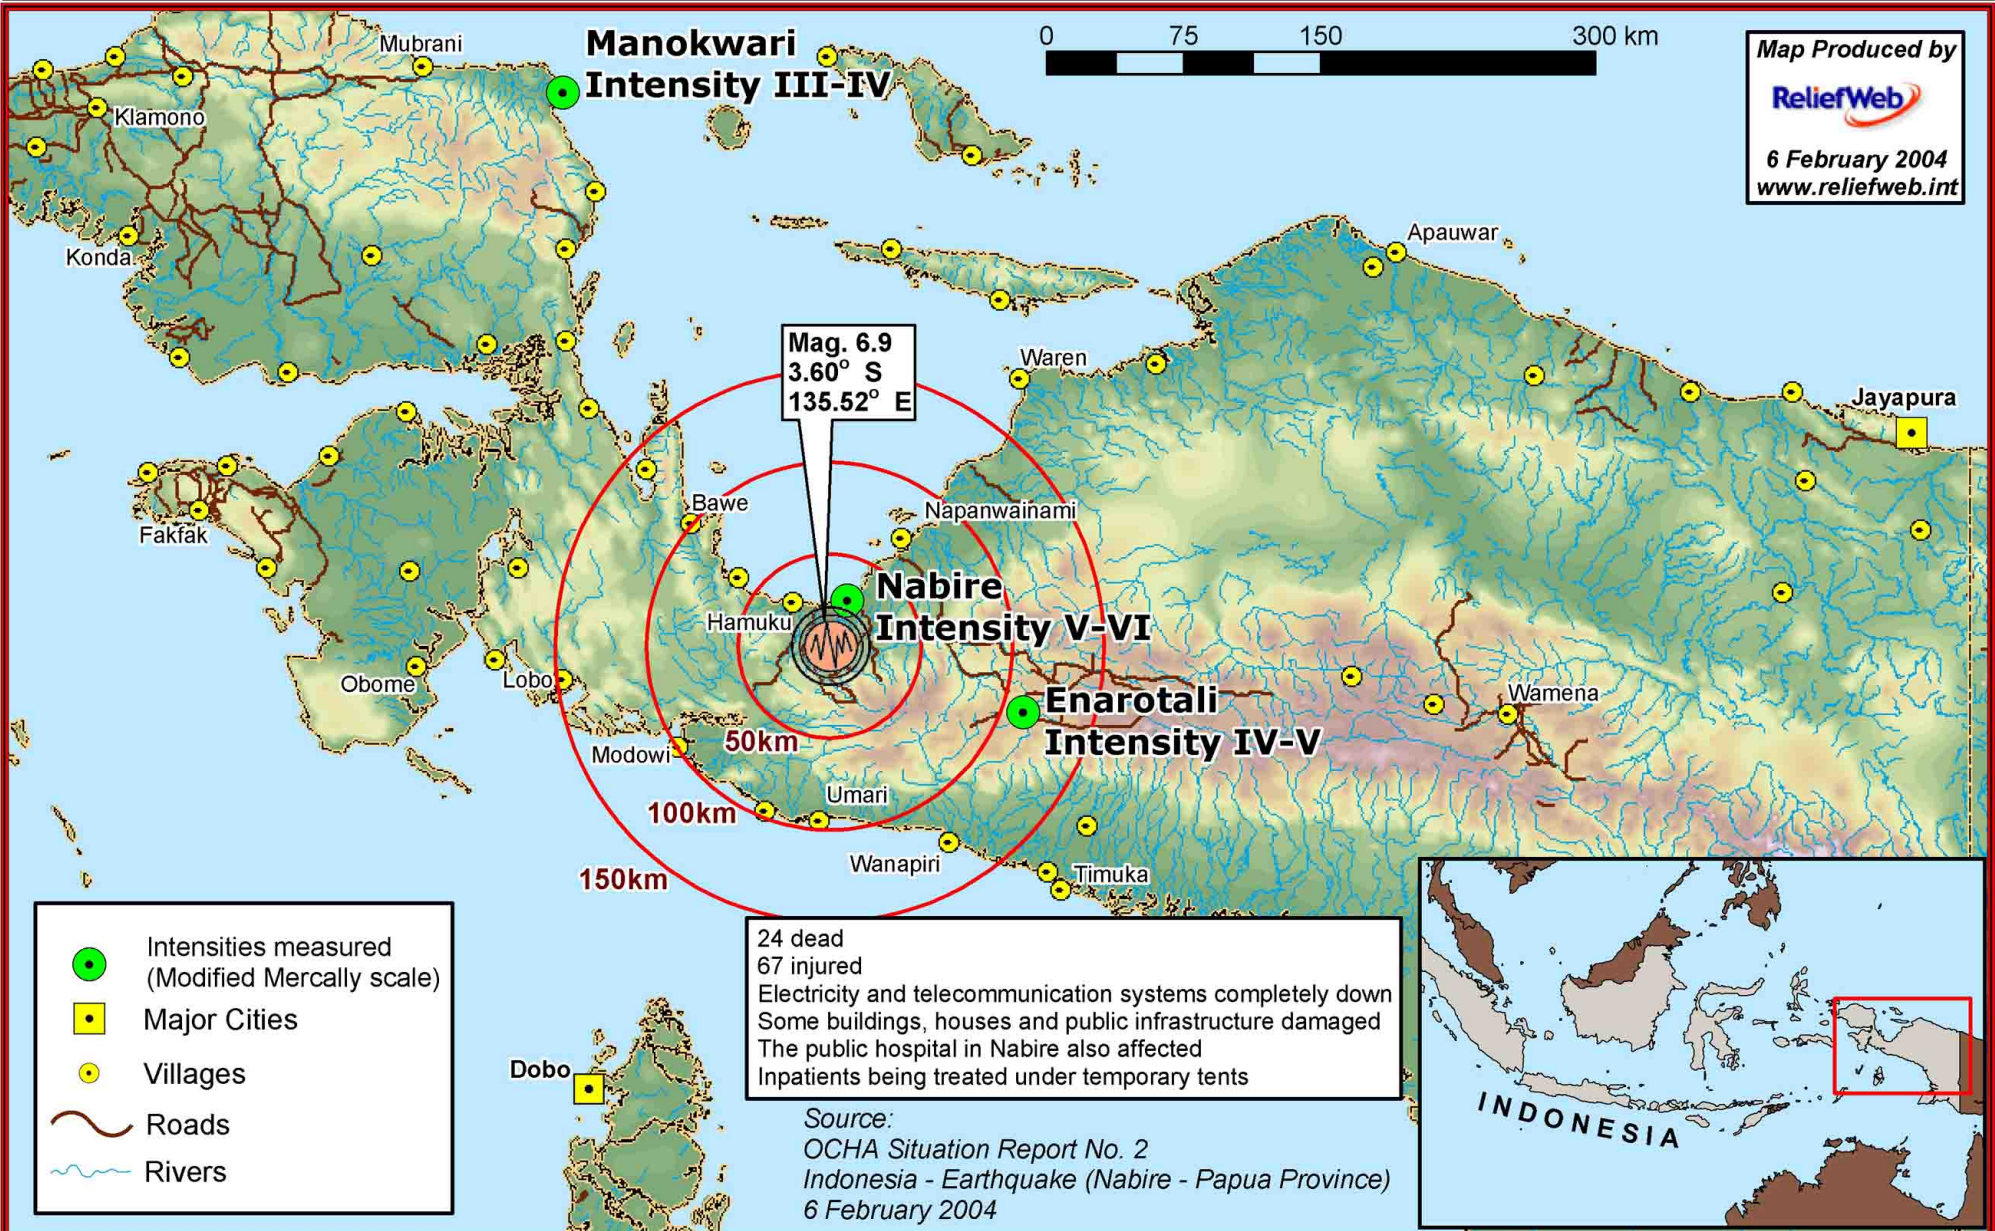 Mubrani
Manokwari
Intensity III-IV
0 75 150 300 km
Map Produced by
ReliefWeb
6 February 2004
www.reliefweb.int
Klamono
Konda
Apauwar
Mag. 6.9
3.60° S
135.52° E
Waren
Jayapura
Fakfak
Bawe
Napanwainami
Nabire
Intensity V-VI
Hamuku
Obome
Lobo
Enarotali
Intensity IV-V
Wamena
Modowi
50km
Umari
100km
Wanapiri
150km
Timuka
Intensities measured
(Modified Mercally scale)
Major Cities
Villages
Roads
Rivers
Dobo
24 dead
67 injured
Electricity and telecommunication systems completely down
Some buildings, houses and public infrastructure damaged
The public hospital in Nabire also affected
Inpatients being treated under temporary tents
Source:
OCHA Situation Report No. 2
Indonesia - Earthquake (Nabire - Papua Province)
6 February 2004
INDONESIA